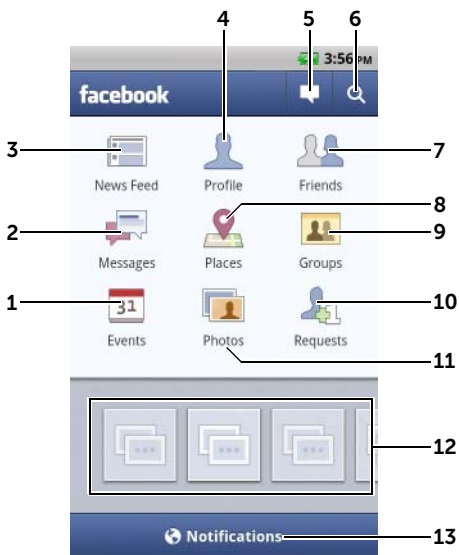 4 5 6
3:56 PM
facebook
3 7
News Feed Profile Friends
2 8
9
Messages Places Groups
1 31 10
Events Photos Requests
11
12
Notifications 13